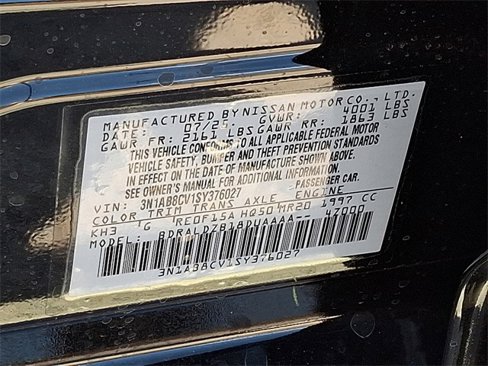 MANUFACTURED BY NISSAN MOTOR CO., LTD.
DATE: 07/25 GVWR: 4001 LBS
GAWR FR: 2161 LBS GAWR RR: 1863 LBS
THIS VEHICLE CONFORMS TO ALL APPLICABLE FEDERAL MOTOR
VEHICLE SAFETY, BUMPER AND THEFT PREVENTION STANDARDS
IN EFFECT ON THE DATE OF MANUFACTURE SHOWN ABOVE.
SEE OWNER'S MANUAL FOR ADDITIONAL INFORMATION
VIN: 3N1AB8CV1SY376027 PASSENGER CAR.
COLOR TRIM TRANS AXLE ENGINE
KH3 G RE0F15A H050 MR20 1997 CC
MODEL: BDRALDZB18DUAAAA-- 47000
3N1AB8CV1SY376027